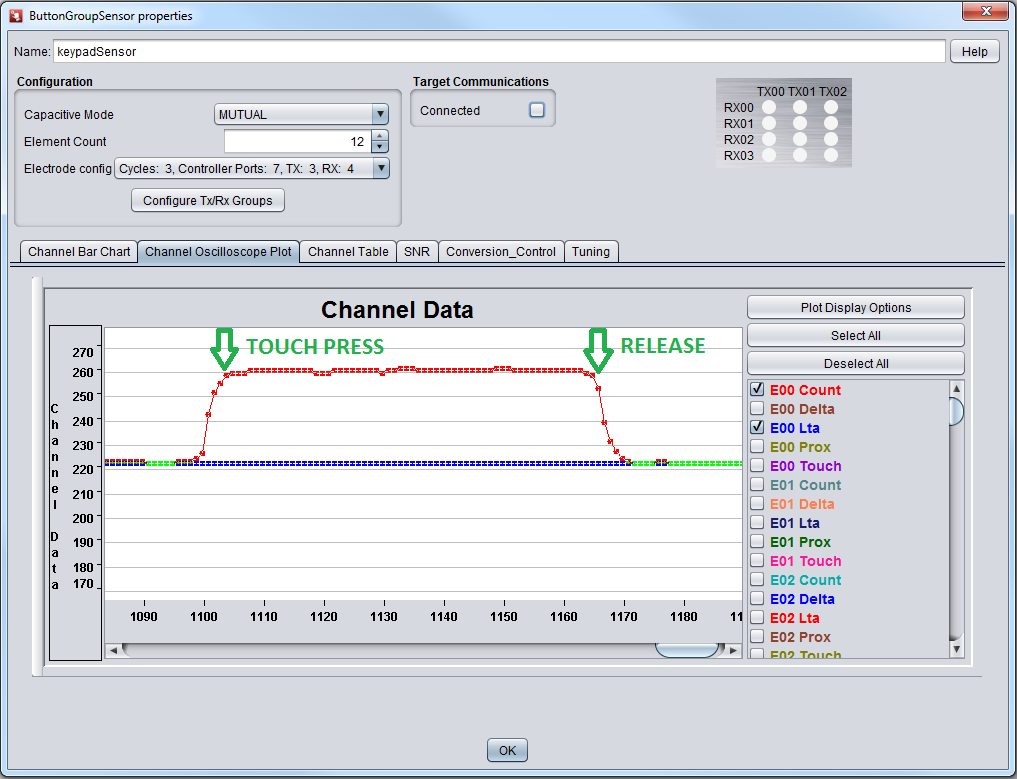 ButtonGroupSensor properties
Name: keypadSensor Help
Configuration
Capacitive Mode MUTUAL
Element Count 12
Electrode config Cycles: 3, Controller Ports: 7, TX: 3, RX: 4
Configure Tx/Rx Groups
Target Communications
Connected
TX00 TX01 TX02
RX00
RX01
RX02
RX03
Channel Bar Chart Channel Oscilloscope Plot Channel Table SNR Conversion_Control Tuning
Channel Data
TOUCH PRESS
RELEASE
Channel Data
270
260
250
240
230
220
210
200
190
180
170
1090 1100 1110 1120 1130 1140 1150 1160 1170 1180 11
Plot Display Options
Select All
Deselect All
E00 Count
E00 Delta
E00 Lta
E00 Prox
E00 Touch
E01 Count
E01 Delta
E01 Lta
E01 Prox
E01 Touch
E02 Count
E02 Delta
E02 Lta
E02 Prox
E02 Touch
OK